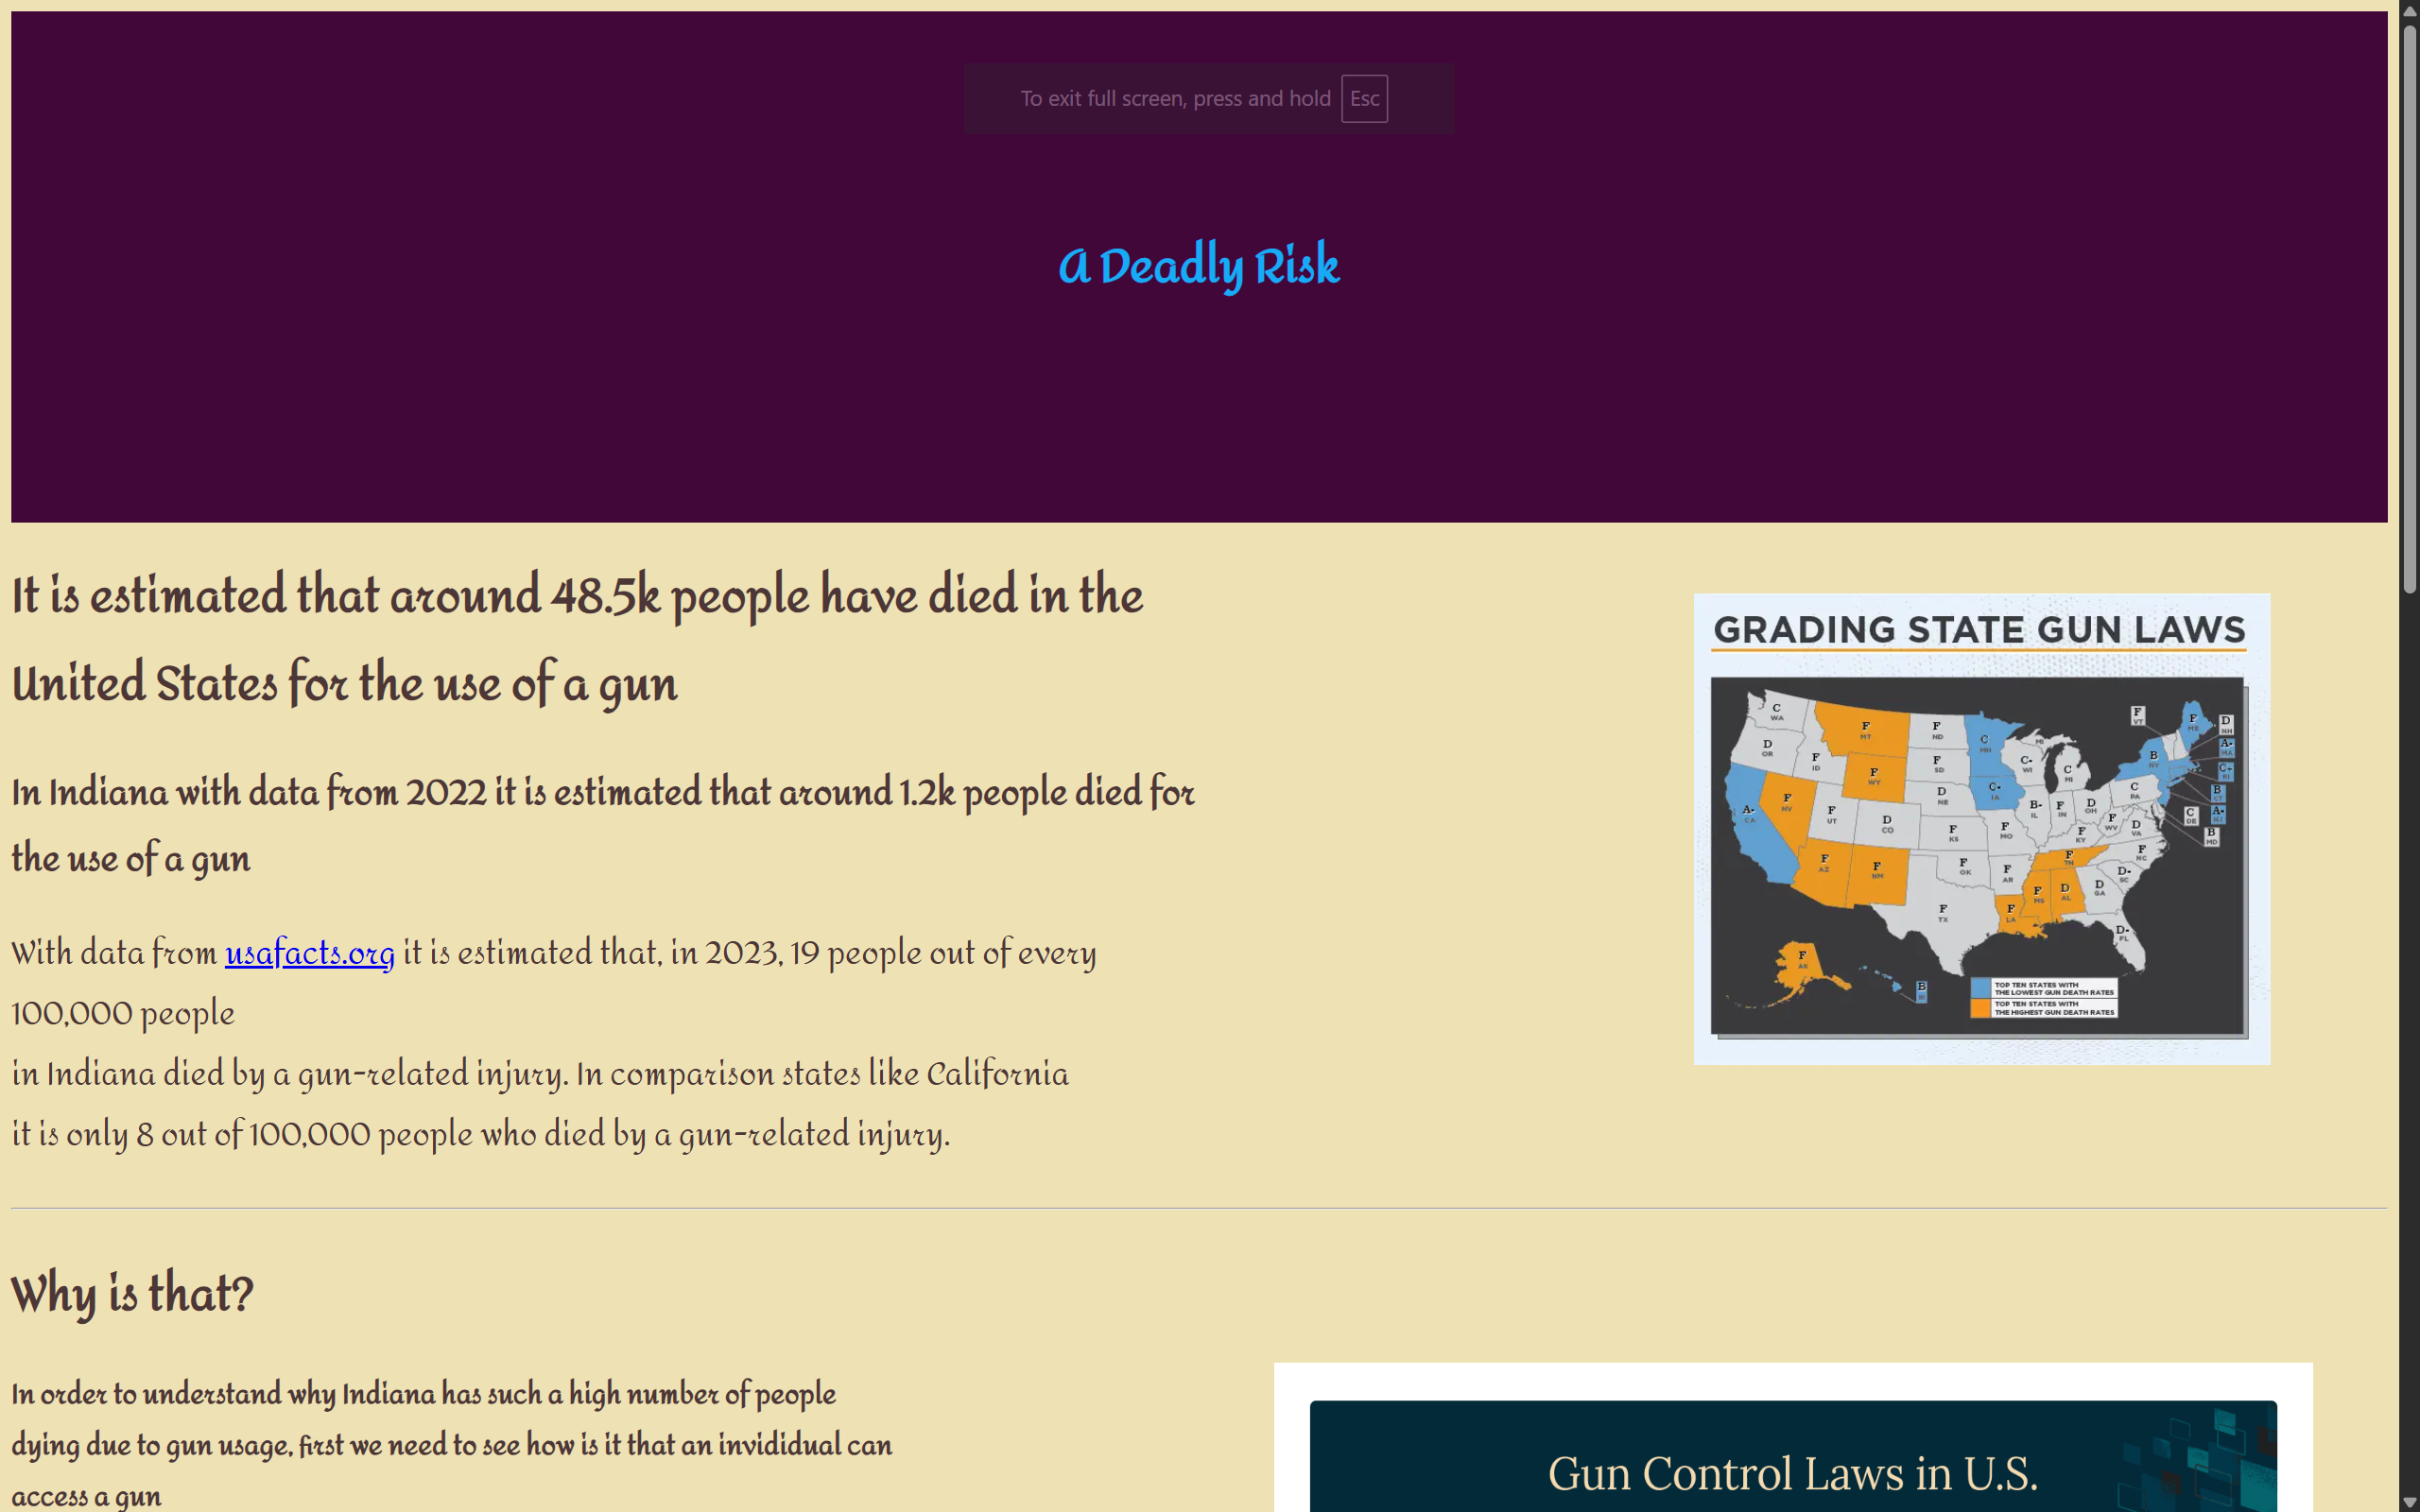 To exit full screen, press and hold Esc
A Deadly Risk
It is estimated that around 48.5k people have died in the
United States for the use of a gun
In Indiana with data from 2022 it is estimated that around 1.2k people died for
the use of a gun
With data from usafacts.org it is estimated that, in 2023, 19 people out of every
100,000 people
in Indiana died by a gun-related injury. In comparison states like California
it is only 8 out of 100,000 people who died by a gun-related injury.
GRADING STATE GUN LAWS
C WA
F MT
F ND
C MN
F VT
F ME
D NH
D OR
F ID
F WY
F SD
C- WI
MI
C MI
B NY
A-
C- RI
A- CA
F NV
F UT
D CO
D NE
C- IA
B- IL
F IN
D OH
C PA
B CT
A- NJ
C DE
B MD
F KS
F MO
F KY
F WV
D VA
F AZ
F NM
F OK
F AR
F TN
F NC
D- SC
F TX
F LA
F MS
D AL
D GA
D- FL
F AK
B
TOP TEN STATES WITH
THE LOWEST GUN DEATH RATES
TOP TEN STATES WITH
THE HIGHEST GUN DEATH RATES
Why is that?
In order to understand why Indiana has such a high number of people
dying due to gun usage, first we need to see how is it that an invididual can
access a gun
Gun Control Laws in U.S.